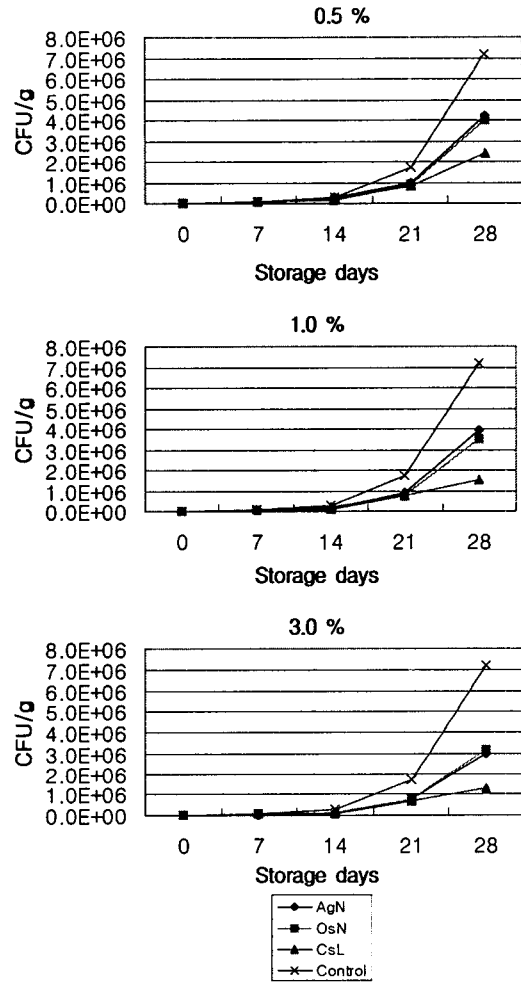 0.5 %
8.0E+06
7.0E+06
6.0E+06
5.0E+06
4.0E+06
3.0E+06
2.0E+06
1.0E+06
0.0E+00
CFU/g
0 7 14 21 28
Storage days
1.0 %
8.0E+06
7.0E+06
6.0E+06
5.0E+06
4.0E+06
3.0E+06
2.0E+06
1.0E+06
0.0E+00
CFU/g
0 7 14 21 28
Storage days
3.0 %
8.0E+06
7.0E+06
6.0E+06
5.0E+06
4.0E+06
3.0E+06
2.0E+06
1.0E+06
0.0E+00
CFU/g
0 7 14 21 28
Storage days
AgN
OsN
CsL
Control